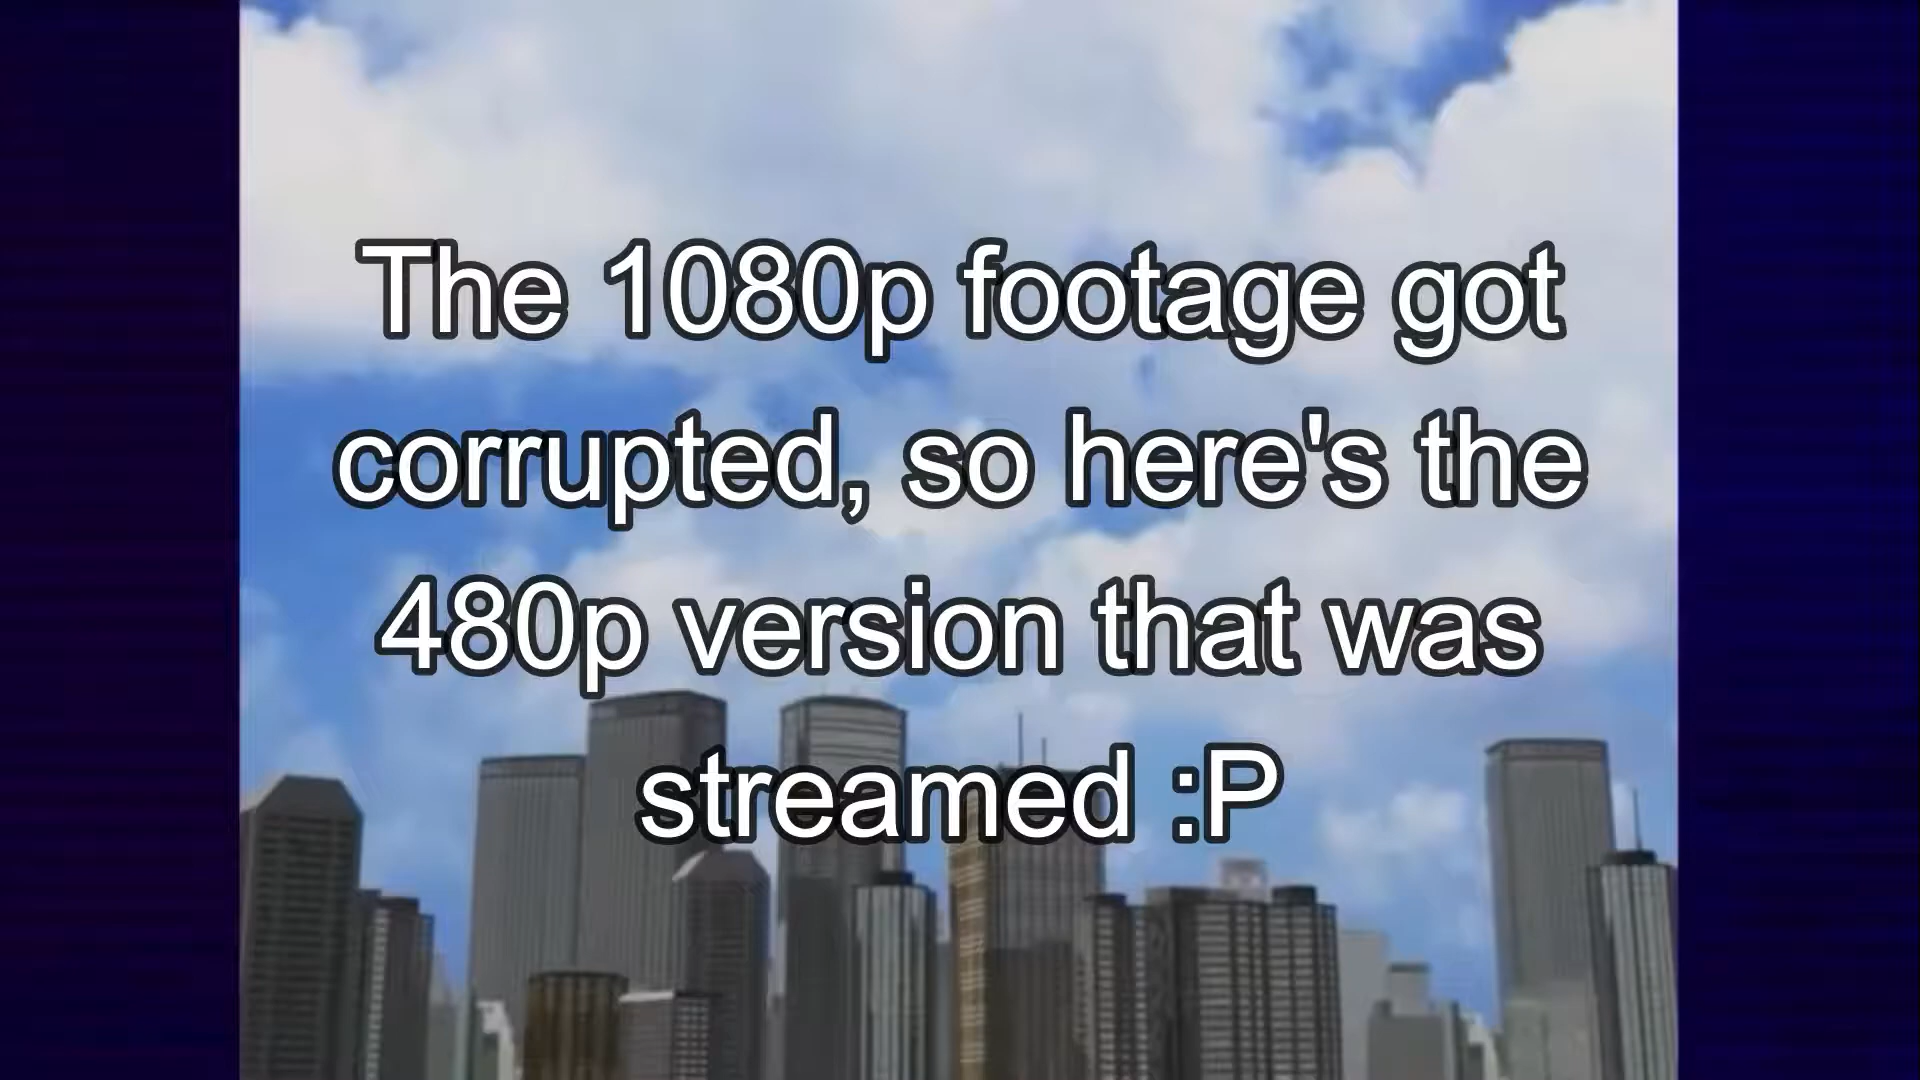 The 1080p footage got
corrupted, so here's the
480p version that was
streamed :P